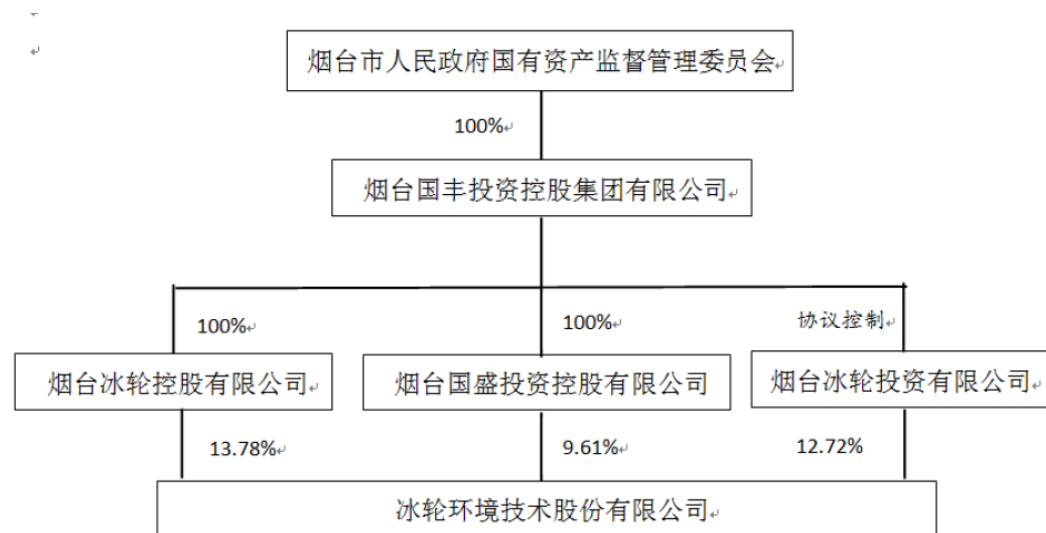 烟台市人民政府国有资产监督管理委员会
100%
烟台国丰投资控股集团有限公司
100%
100%
协议控制
烟台冰轮控股有限公司
烟台国盛投资控股有限公司
烟台冰轮投资有限公司
13.78%
9.61%
12.72%
冰轮环境技术股份有限公司